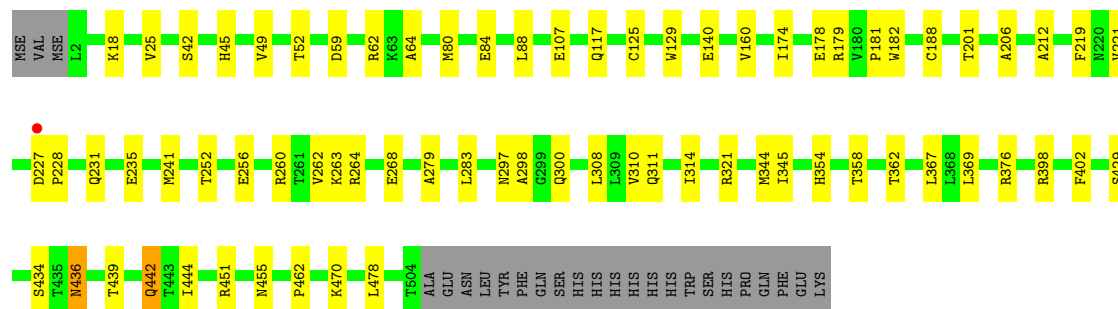 MSE VAL MSE L2 K18 V25 S42 H45 V49 T52 D59 R62 K63 A64 M80 E84 L88 E107 Q117 C125 W129 E140 V160 I174 E178 R179 V180 P181 W182 C188 T201 A206 A212 F219 N220
D227 P228 Q231 E235 M241 T252 E256 R260 T261 V262 K263 R264 E268 A279 L283 N297 A298 G299 Q300 L308 L309 V310 Q311 I314 R321 M344 I345 H354 T358 T362 L367 L368 L369 R376 R398 F402
S434 T435 N436 T439 Q442 T443 I444 R451 N455 P462 K470 L478 T504 ALA GLU ASN LEU TYR PHE GLN SER HIS HIS HIS HIS HIS HIS TRP SER HIS PRO GLN PHE GLU LYS